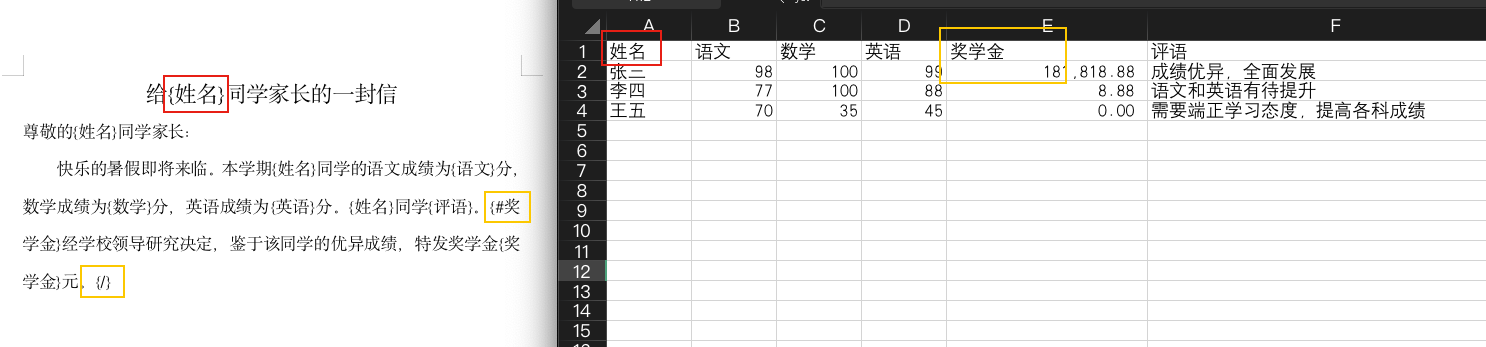 给{姓名}同学家长的一封信
尊敬的{姓名}同学家长:
快乐的暑假即将来临。本学期{姓名}同学的语文成绩为{语文}分，
数学成绩为{数学}分，英语成绩为{英语}分。{姓名}同学{评语}。{#奖
学金}经学校领导研究决定，鉴于该同学的优异成绩，特发奖学金{奖
学金}元。{/}
A B C D E F
1 姓名 语文 数学 英语 奖学金 评语
2 张三 98 100 99 181,818.88 成绩优异，全面发展
3 李四 77 100 88 8.88 语文和英语有待提升
4 王五 70 35 45 0.00 需要端正学习态度，提高各科成绩
5
6
7
8
9
10
11
12
13
14
15